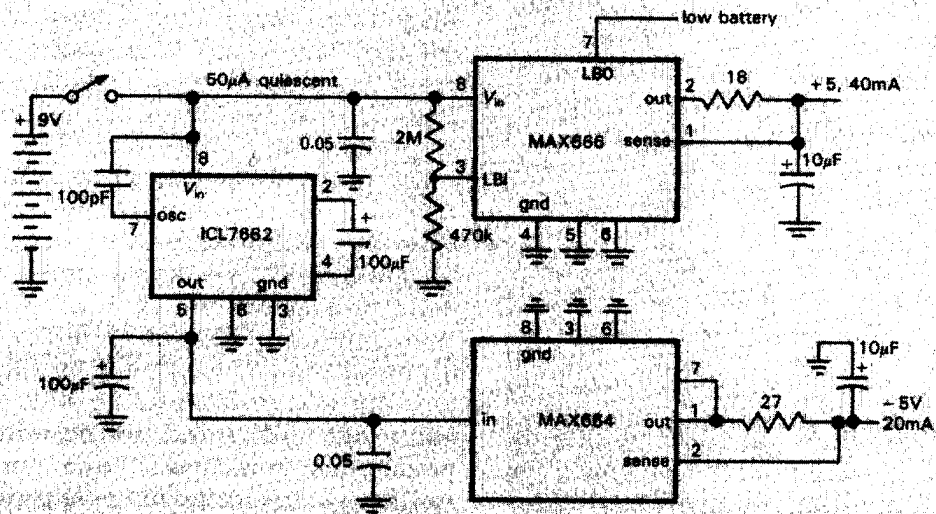 low battery
7
LBO
50μA quiescent
8
Vin
2
18
out
+ 5, 40mA
+
9V
MAX666
1
sense
0.05
2M
3
LBI
+
10μF
100pF
8
Vin
2
7
osc
+
ICL7662
gnd
4
5
6
470k
4
100μF
out
gnd
5
6
3
8
3
6
gnd
10μF
+
+
100μF
7
in
MAX664
1
out
27
– 5V
20mA
2
sense
0.05